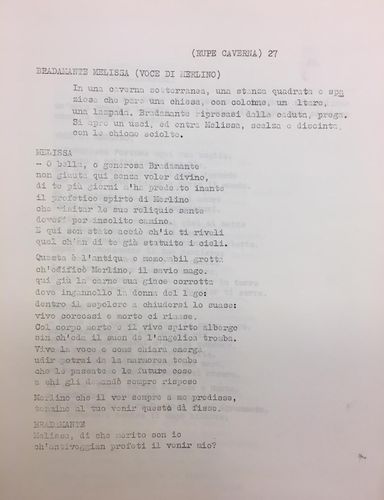 (RUPE CAVERNA) 27
BRADAMANTE MELISSA (VOCE DI MERLINO)
In una caverna sotterranea, una stanza quadrata e spa
ziosa che pare una chiesa, con colonne, un altare,
una lampada. Bradamante ripresasi dalla caduta, prega.
Si apre un usci, ed entra Melissa, scalza e discinta,
con le chiome sciolte.
MELISSA
- O bella, o generosa Bradamante
non giunta qui senza voler divino,
di te più giorni m'ha predetto inante
il profetico spirto di Merlino
che visitar le sue reliquie sante
dovevi per insolito camino.
E qui son stata acciò ch'io ti riveli
quel c'han di te già statuito i cieli.
Questa è l'antiqua e memorabil grotta
ch'edificò Merlino, il savio mago.
qui giù la carne sua giace corrotta
dove ingannollo la donna del lago:
dentro il sepolcro a chiudersi lo suase:
vivo corcossi e morto ci rimase.
Col corpo morto e il vivo spirto alberga
sin ch'oda il suon de l'angelica tromba.
Vive la voce e come chiara emerga,
udir potrai da la marmorea tomba
che le passate e le future cose
a chi gli domandò sempre rispose
Merlino che il ver sempre a me predisse,
termine al tuo venir questo dì fisse.
BRADAMANTE
Melissa, di che merito son io
ch'antiveggian profeti il venir mio?